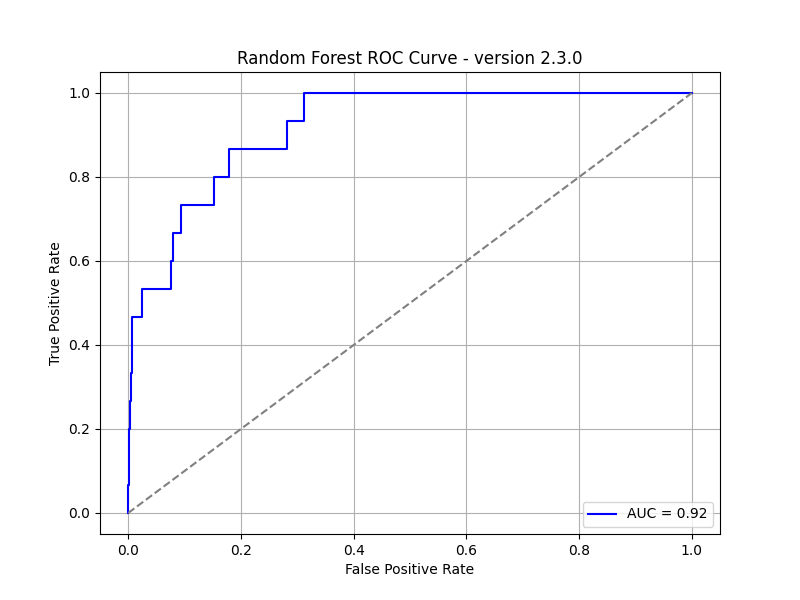 Random Forest ROC Curve - version 2.3.0
True Positive Rate
1.0
0.8
0.6
0.4
0.2
0.0
AUC = 0.92
0.0 0.2 0.4 0.6 0.8 1.0
False Positive Rate